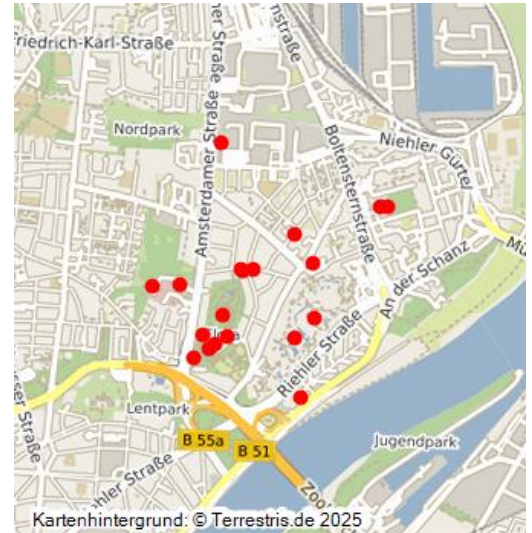 Friedrich-Karl-Straße
Nordpark
Amsterdamer Straße
Boltensternstraße
Niehler Gürtel
An der Schanz
Riehler Straße
Lentpark
B 55a
B 51
Jugendpark
Kartenhintergrund: © Terrestris.de 2025